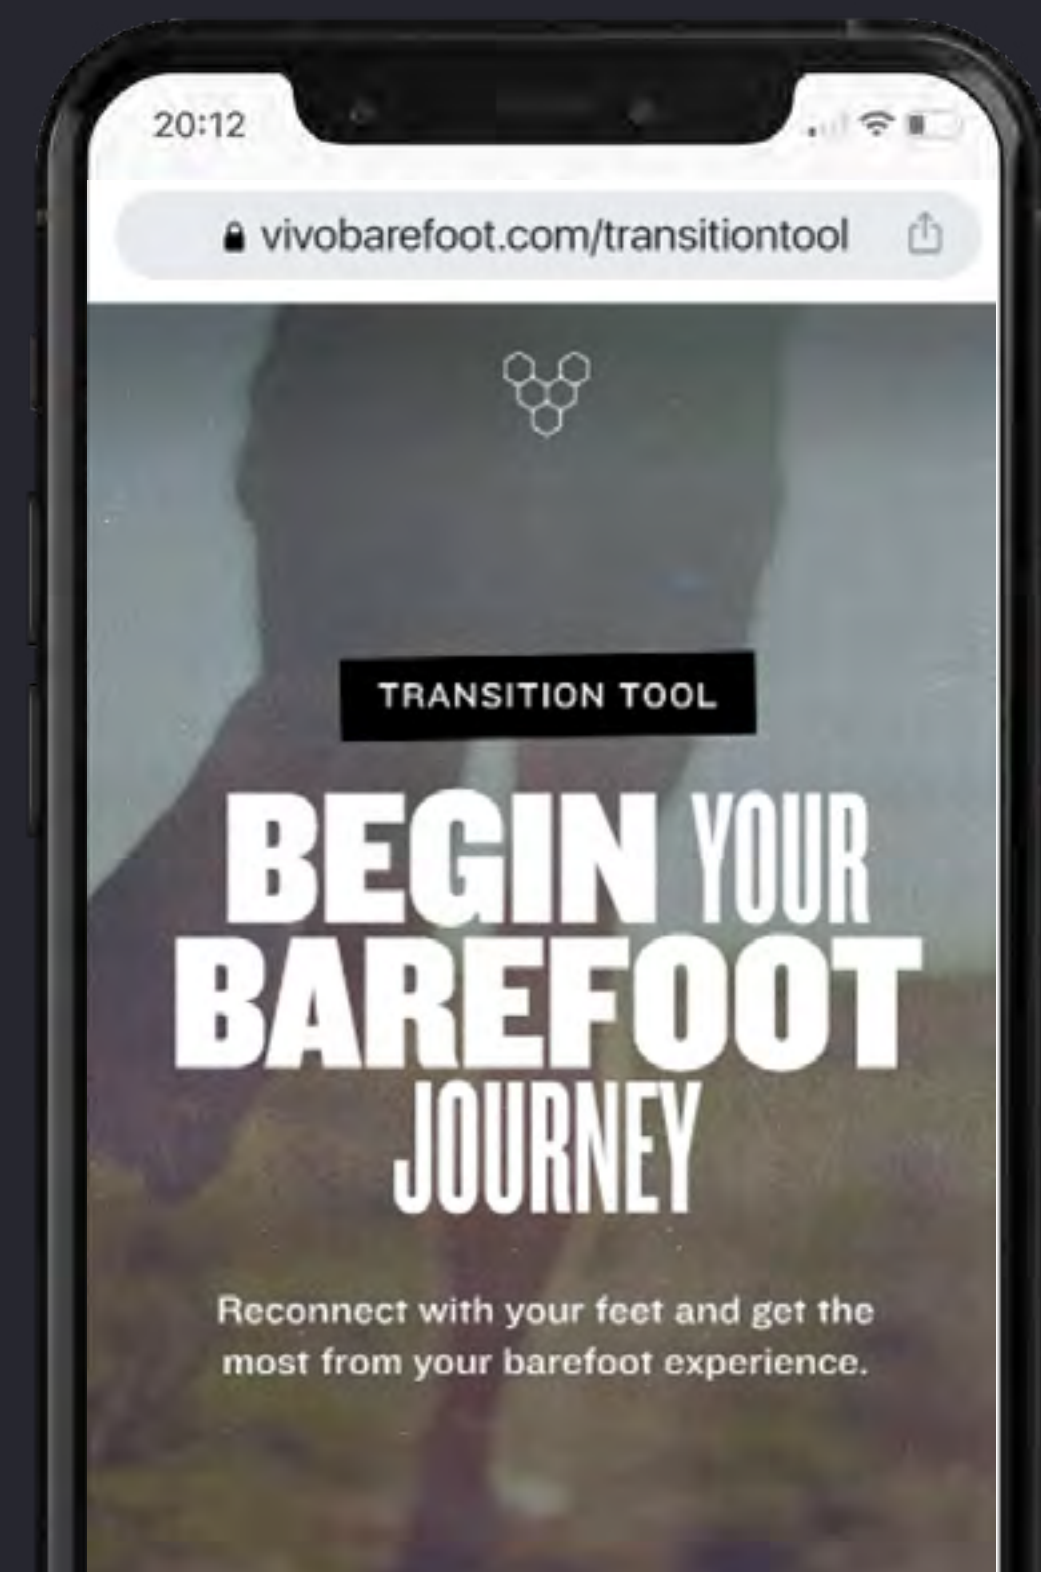 20:12
vivobarefoot.com/transitiontool
TRANSITION TOOL
BEGIN YOUR
BAREFOOT
JOURNEY
Reconnect with your feet and get the
most from your barefoot experience.